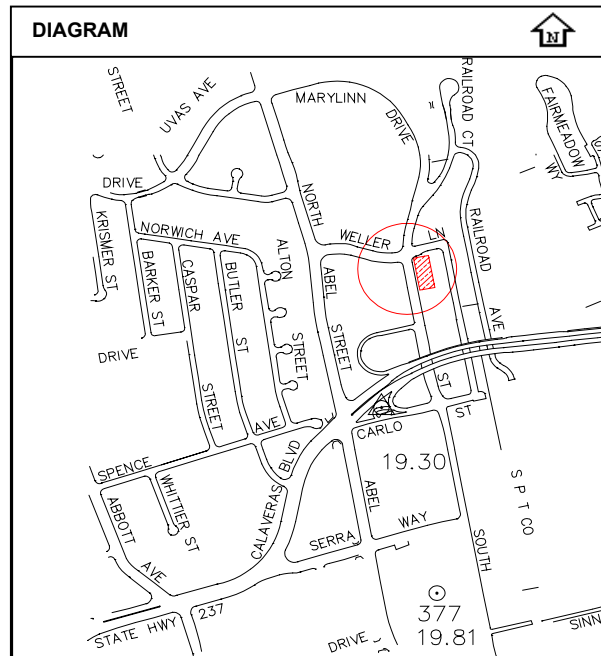 DIAGRAM
N
STREET
UVAS AVE
MARYLINN
DRIVE
RAILROAD CT
FAIRMEADOW
WY
DRIVE
KRISMER ST
NORWICH AVE
BARKER ST
CASPAR
STREET
BUTLER ST
ALTON
STREET
NORTH
ABEL
STREET
WELLER
LN
RAILROAD
AVE
ST
DRIVE
AVE
BLVD
CALAVERAS
CARLO
ST
19.30
SPENCE
WHITTIER ST
ABBOTT
AVE
ABEL
WAY
SERRA
SOUTH
S P T CO
STATE HWY
237
377
19.81
DRIVE
SINN